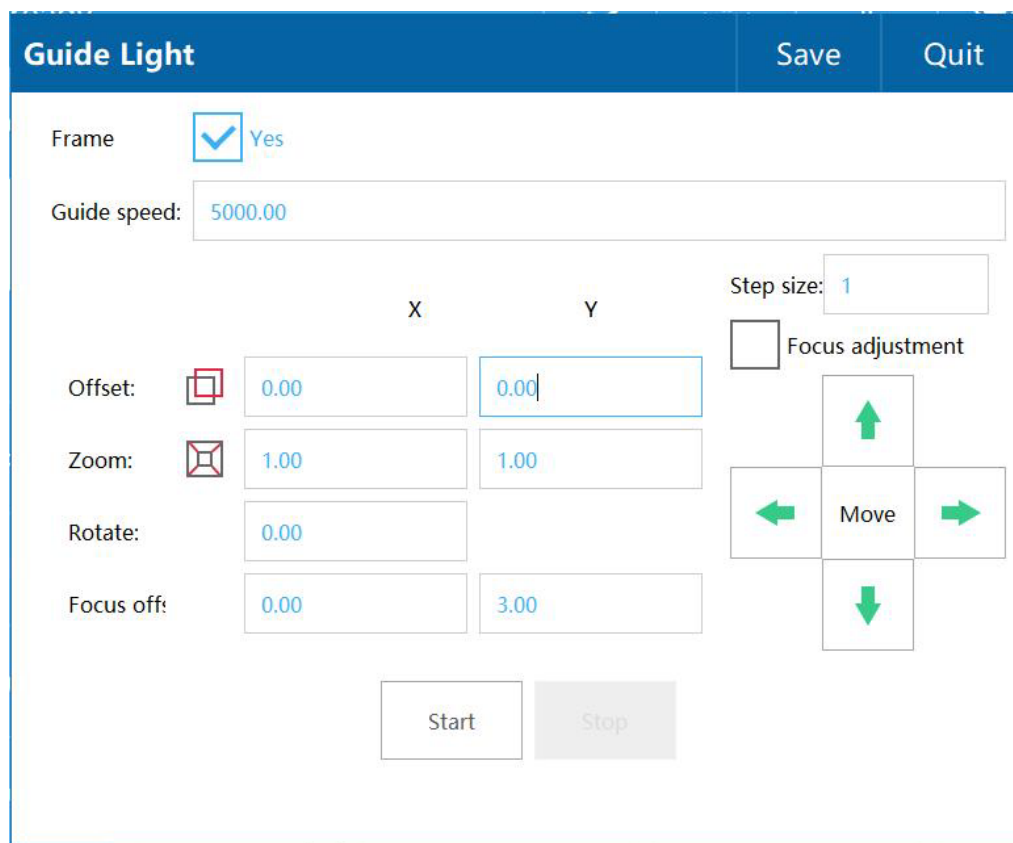 Guide Light Save Quit
Frame Yes
Guide speed: 5000.00
Step size: 1
X Y
Focus adjustment
Offset: 0.00 0.00
Zoom: 1.00 1.00
Move
Rotate: 0.00
Focus offs 0.00 3.00
Start Stop